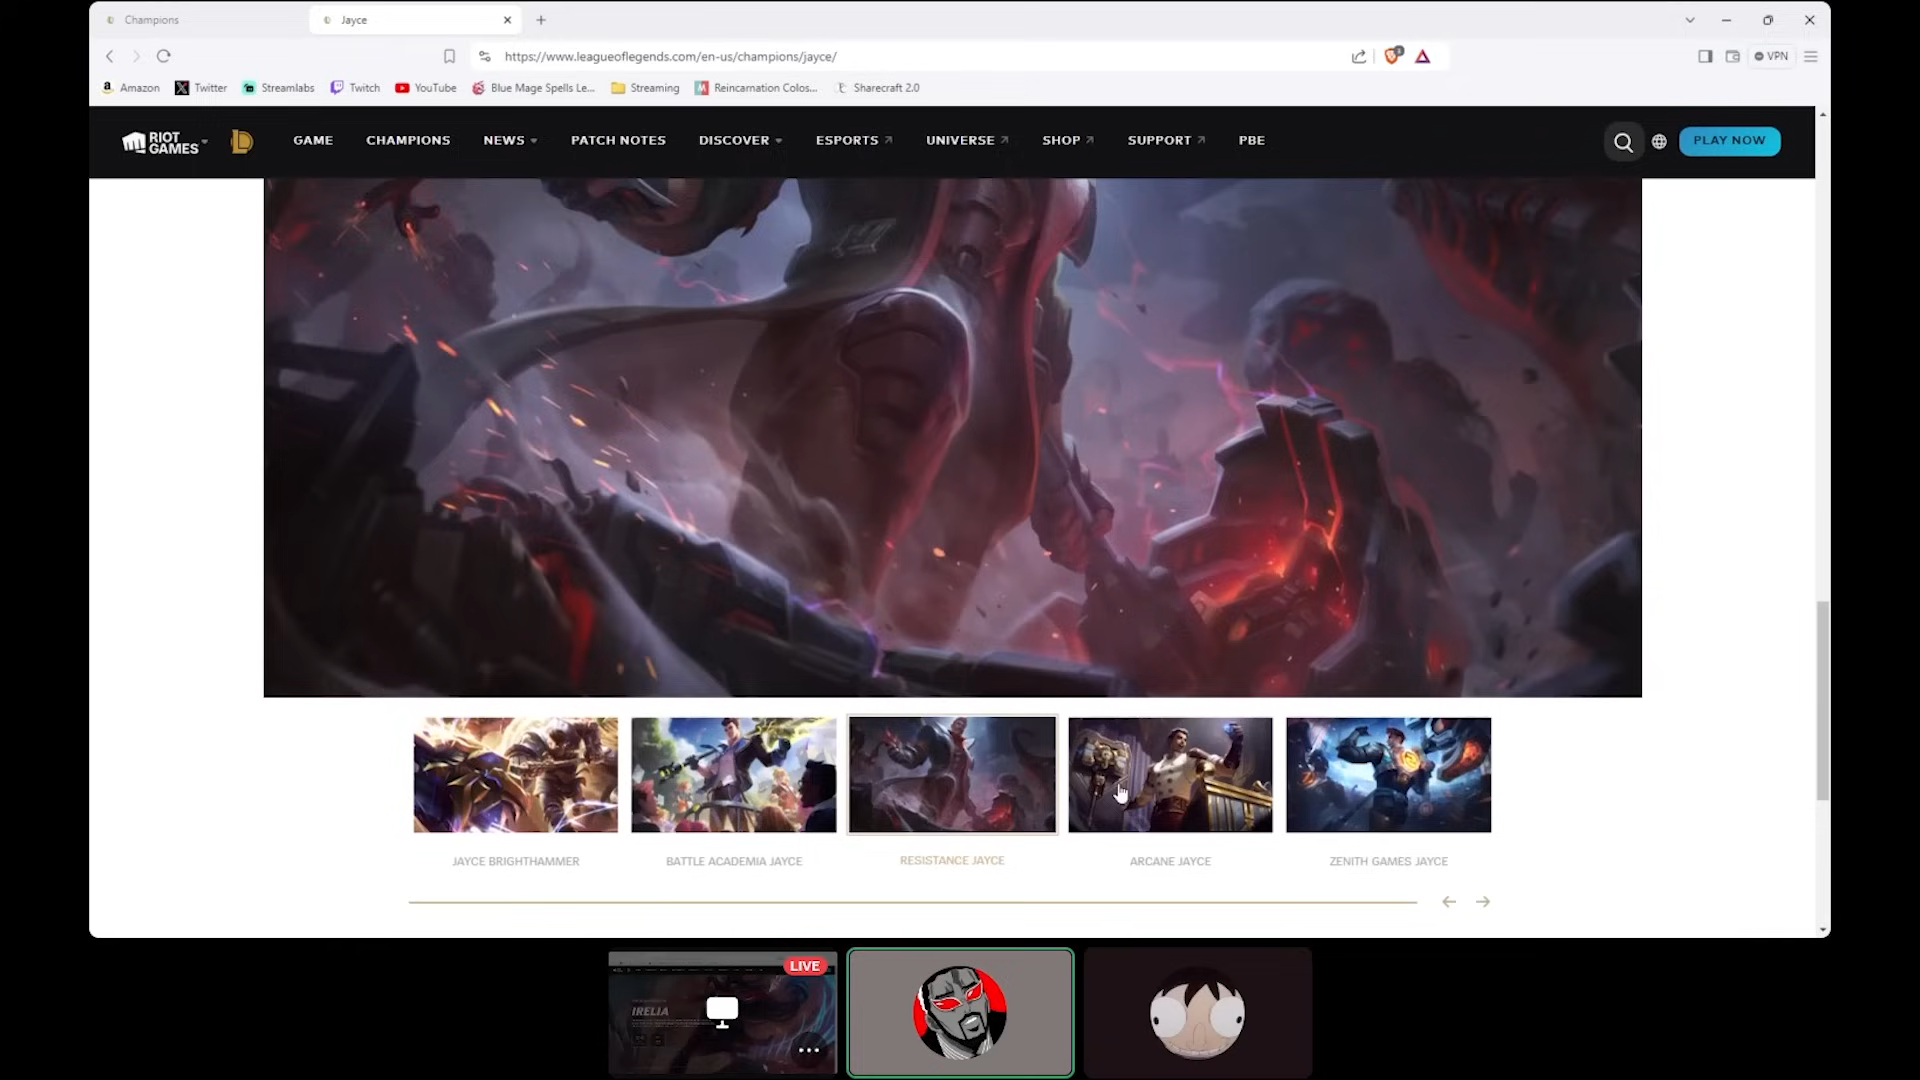 Champions
Jayce
https://www.leagueoflegends.com/en-us/champions/jayce/
VPN
Amazon
Twitter
Streamlabs
Twitch
YouTube
Blue Mage Spells Le...
Streaming
Reincarnation Colos...
Sharecraft 2.0
RIOT GAMES
GAME
CHAMPIONS
NEWS
PATCH NOTES
DISCOVER
ESPORTS
UNIVERSE
SHOP
SUPPORT
PBE
PLAY NOW
JAYCE BRIGHTHAMMER
BATTLE ACADEMIA JAYCE
RESISTANCE JAYCE
ARCANE JAYCE
ZENITH GAMES JAYCE
LIVE
IRELIA